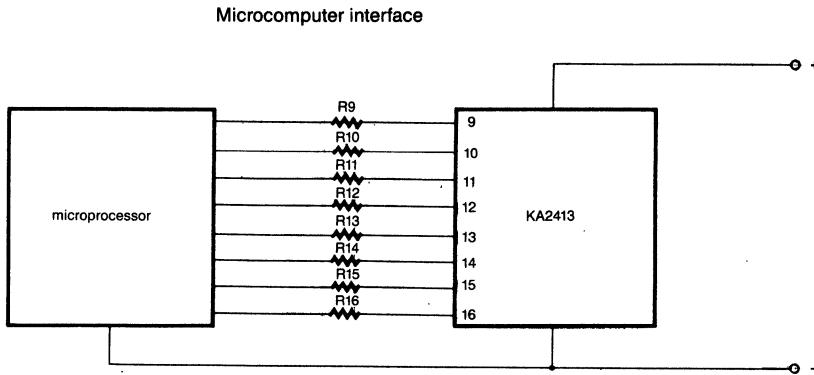 Microcomputer interface
R9
9
R10
10
R11
11
R12
12
microprocessor
KA2413
R13
13
R14
14
R15
15
R16
16